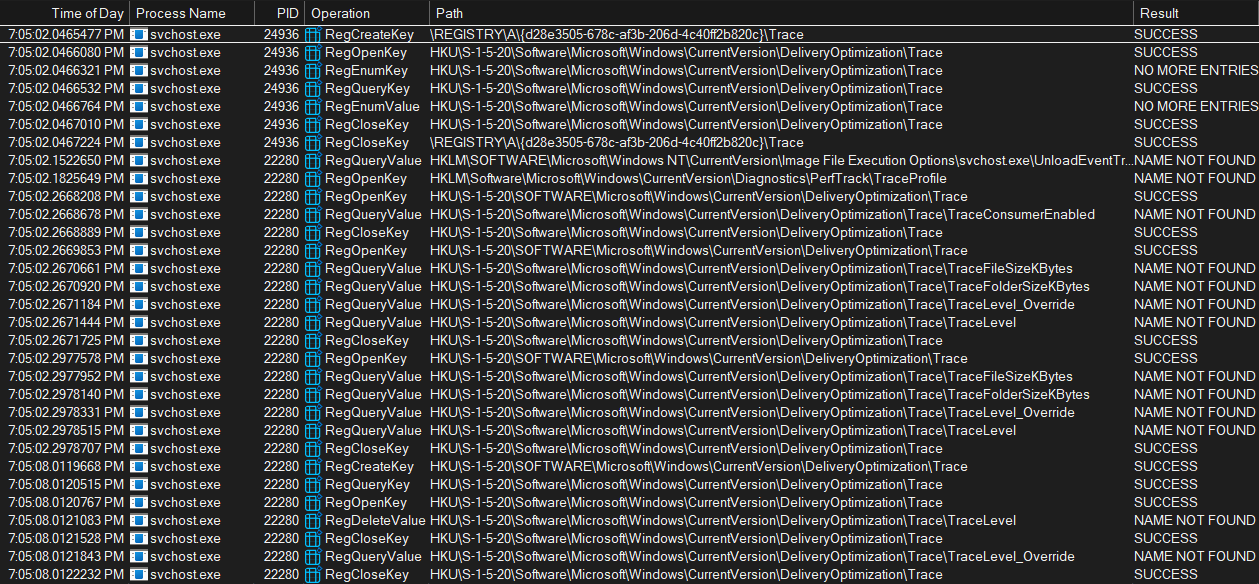 Time of Day Process Name PID Operation Path Result
7:05:02.0465477 PM svchost.exe 24936 RegCreateKey \REGISTRY\A\{d28e3505-678c-af3b-206d-4c40ff2b820c}\Trace SUCCESS
7:05:02.0466080 PM svchost.exe 24936 RegOpenKey HKU\S-1-5-20\Software\Microsoft\Windows\CurrentVersion\DeliveryOptimization\Trace SUCCESS
7:05:02.0466321 PM svchost.exe 24936 RegEnumKey HKU\S-1-5-20\Software\Microsoft\Windows\CurrentVersion\DeliveryOptimization\Trace NO MORE ENTRIES
7:05:02.0466532 PM svchost.exe 24936 RegQueryKey HKU\S-1-5-20\Software\Microsoft\Windows\CurrentVersion\DeliveryOptimization\Trace SUCCESS
7:05:02.0466764 PM svchost.exe 24936 RegEnumValue HKU\S-1-5-20\Software\Microsoft\Windows\CurrentVersion\DeliveryOptimization\Trace NO MORE ENTRIES
7:05:02.0467010 PM svchost.exe 24936 RegCloseKey HKU\S-1-5-20\Software\Microsoft\Windows\CurrentVersion\DeliveryOptimization\Trace SUCCESS
7:05:02.0467224 PM svchost.exe 24936 RegCloseKey \REGISTRY\A\{d28e3505-678c-af3b-206d-4c40ff2b820c}\Trace SUCCESS
7:05:02.1522650 PM svchost.exe 22280 RegQueryValue HKLM\SOFTWARE\Microsoft\Windows NT\CurrentVersion\Image File Execution Options\svchost.exe\UnloadEventTr... NAME NOT FOUND
7:05:02.1825649 PM svchost.exe 22280 RegOpenKey HKLM\Software\Microsoft\Windows\CurrentVersion\Diagnostics\PerfTrack\TraceProfile NAME NOT FOUND
7:05:02.2668208 PM svchost.exe 22280 RegOpenKey HKU\S-1-5-20\SOFTWARE\Microsoft\Windows\CurrentVersion\DeliveryOptimization\Trace SUCCESS
7:05:02.2668678 PM svchost.exe 22280 RegQueryValue HKU\S-1-5-20\Software\Microsoft\Windows\CurrentVersion\DeliveryOptimization\Trace\TraceConsumerEnabled NAME NOT FOUND
7:05:02.2668889 PM svchost.exe 22280 RegCloseKey HKU\S-1-5-20\Software\Microsoft\Windows\CurrentVersion\DeliveryOptimization\Trace SUCCESS
7:05:02.2669853 PM svchost.exe 22280 RegOpenKey HKU\S-1-5-20\SOFTWARE\Microsoft\Windows\CurrentVersion\DeliveryOptimization\Trace SUCCESS
7:05:02.2670661 PM svchost.exe 22280 RegQueryValue HKU\S-1-5-20\Software\Microsoft\Windows\CurrentVersion\DeliveryOptimization\Trace\TraceFileSizeKBytes NAME NOT FOUND
7:05:02.2670920 PM svchost.exe 22280 RegQueryValue HKU\S-1-5-20\Software\Microsoft\Windows\CurrentVersion\DeliveryOptimization\Trace\TraceFolderSizeKBytes NAME NOT FOUND
7:05:02.2671184 PM svchost.exe 22280 RegQueryValue HKU\S-1-5-20\Software\Microsoft\Windows\CurrentVersion\DeliveryOptimization\Trace\TraceLevel_Override NAME NOT FOUND
7:05:02.2671444 PM svchost.exe 22280 RegQueryValue HKU\S-1-5-20\Software\Microsoft\Windows\CurrentVersion\DeliveryOptimization\Trace\TraceLevel NAME NOT FOUND
7:05:02.2671725 PM svchost.exe 22280 RegCloseKey HKU\S-1-5-20\Software\Microsoft\Windows\CurrentVersion\DeliveryOptimization\Trace SUCCESS
7:05:02.2977578 PM svchost.exe 22280 RegOpenKey HKU\S-1-5-20\SOFTWARE\Microsoft\Windows\CurrentVersion\DeliveryOptimization\Trace SUCCESS
7:05:02.2977952 PM svchost.exe 22280 RegQueryValue HKU\S-1-5-20\Software\Microsoft\Windows\CurrentVersion\DeliveryOptimization\Trace\TraceFileSizeKBytes NAME NOT FOUND
7:05:02.2978140 PM svchost.exe 22280 RegQueryValue HKU\S-1-5-20\Software\Microsoft\Windows\CurrentVersion\DeliveryOptimization\Trace\TraceFolderSizeKBytes NAME NOT FOUND
7:05:02.2978331 PM svchost.exe 22280 RegQueryValue HKU\S-1-5-20\Software\Microsoft\Windows\CurrentVersion\DeliveryOptimization\Trace\TraceLevel_Override NAME NOT FOUND
7:05:02.2978515 PM svchost.exe 22280 RegQueryValue HKU\S-1-5-20\Software\Microsoft\Windows\CurrentVersion\DeliveryOptimization\Trace\TraceLevel NAME NOT FOUND
7:05:02.2978707 PM svchost.exe 22280 RegCloseKey HKU\S-1-5-20\Software\Microsoft\Windows\CurrentVersion\DeliveryOptimization\Trace SUCCESS
7:05:08.0119668 PM svchost.exe 22280 RegCreateKey HKU\S-1-5-20\SOFTWARE\Microsoft\Windows\CurrentVersion\DeliveryOptimization\Trace SUCCESS
7:05:08.0120515 PM svchost.exe 22280 RegQueryKey HKU\S-1-5-20\Software\Microsoft\Windows\CurrentVersion\DeliveryOptimization\Trace SUCCESS
7:05:08.0120767 PM svchost.exe 22280 RegOpenKey HKU\S-1-5-20\Software\Microsoft\Windows\CurrentVersion\DeliveryOptimization\Trace SUCCESS
7:05:08.0121083 PM svchost.exe 22280 RegDeleteValue HKU\S-1-5-20\Software\Microsoft\Windows\CurrentVersion\DeliveryOptimization\Trace\TraceLevel NAME NOT FOUND
7:05:08.0121528 PM svchost.exe 22280 RegCloseKey HKU\S-1-5-20\Software\Microsoft\Windows\CurrentVersion\DeliveryOptimization\Trace SUCCESS
7:05:08.0121843 PM svchost.exe 22280 RegQueryValue HKU\S-1-5-20\Software\Microsoft\Windows\CurrentVersion\DeliveryOptimization\Trace\TraceLevel_Override NAME NOT FOUND
7:05:08.0122232 PM svchost.exe 22280 RegCloseKey HKU\S-1-5-20\Software\Microsoft\Windows\CurrentVersion\DeliveryOptimization\Trace SUCCESS